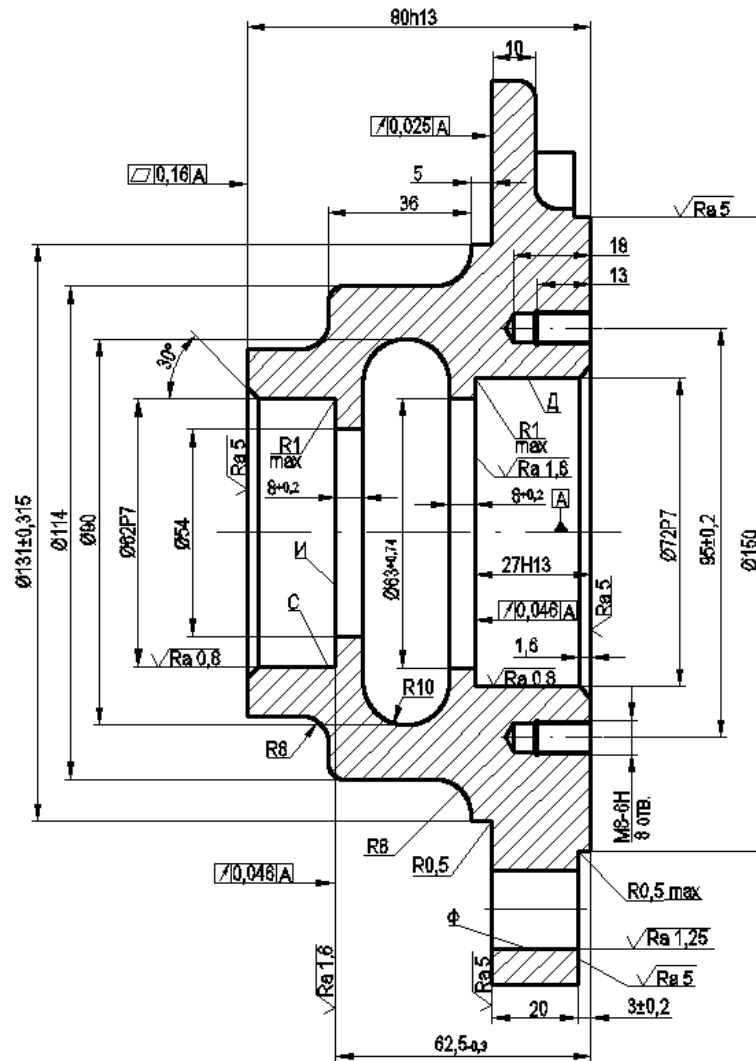 80h13
10
0,025 A
0,16 A
5
36
Ra 5
18
13
30°
Д
R1
max
R1
max
Ra 1,6
Ra 5
8+0,2
8+0,2
A
Ø131±0,315
Ø114
Ø90
Ø62P7
Ø54
Ø63+0,74
Ø72P7
95±0,2
Ø150
И
27H13
С
0,046 A
Ra 5
1,6
Ra 0,8
Ra 0,8
R10
R6
M8-6H
8 отв.
R6
R0,5
0,046 A
R0,5 max
Ф
Ra 1,25
Ra 1,6
Ra 5
Ra 5
20
3±0,2
62,5-0,3